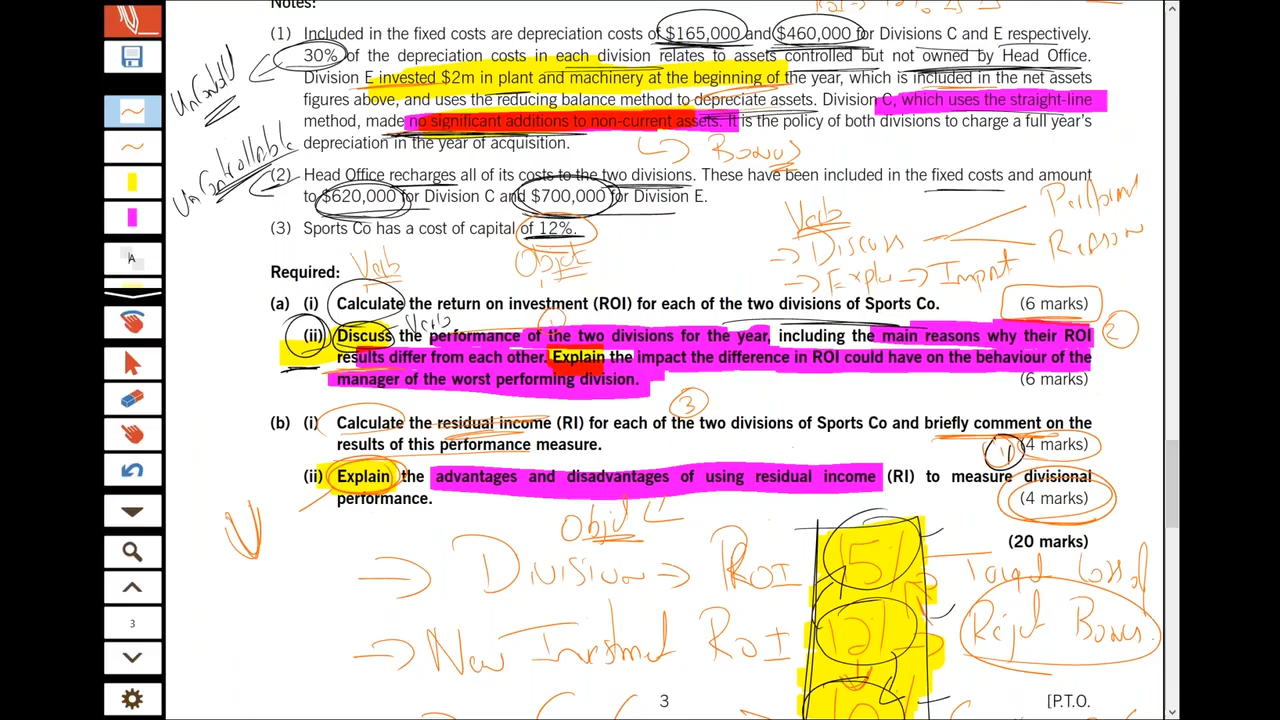 Notes:
(1) Included in the fixed costs are depreciation costs of $165,000 and $460,000 for Divisions C and E respectively.
30% of the depreciation costs in each division relates to assets controlled but not owned by Head Office.
Division E invested $2m in plant and machinery at the beginning of the year, which is included in the net assets
figures above, and uses the reducing balance method to depreciate assets. Division C, which uses the straight-line
method, made no significant additions to non-current assets. It is the policy of both divisions to charge a full year's
depreciation in the year of acquisition.
Bonus
UnControllable
(2) Head Office recharges all of its costs to the two divisions. These have been included in the fixed costs and amount
to $620,000 for Division C and $700,000 for Division E.
Verb
Perform
(3) Sports Co has a cost of capital of 12%.
→ Discuss
Reason
Required:
Verb
Object
→ Expln → Impact
(a) (i) Calculate the return on investment (ROI) for each of the two divisions of Sports Co. (6 marks)
Verb
(ii) Discuss the performance of the two divisions for the year, including the main reasons why their ROI
results differ from each other. Explain the impact the difference in ROI could have on the behaviour of the
manager of the worst performing division. (6 marks)
(b) (i) Calculate the residual income (RI) for each of the two divisions of Sports Co and briefly comment on the
results of this performance measure. (4 marks)
(ii) Explain the advantages and disadvantages of using residual income (RI) to measure divisional
performance. (4 marks)
(20 marks)
→ Division → ROI 15% Target Loss of
→ New Investment ROI 12% Reject Bonus.
3 [P.T.O.
3